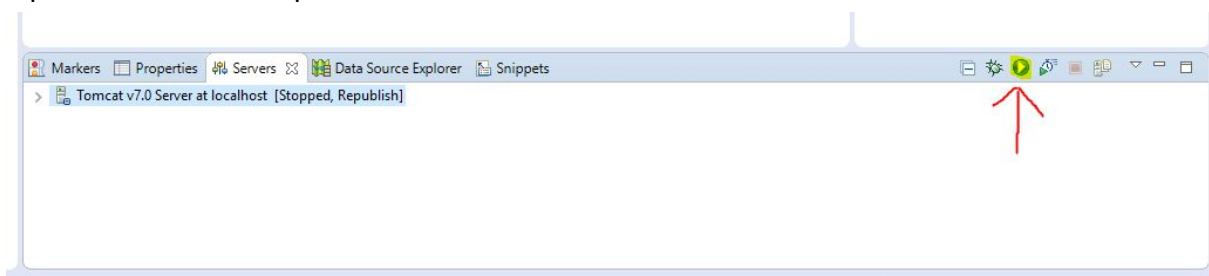 Markers Properties Servers Data Source Explorer Snippets
Tomcat v7.0 Server at localhost [Stopped, Republish]